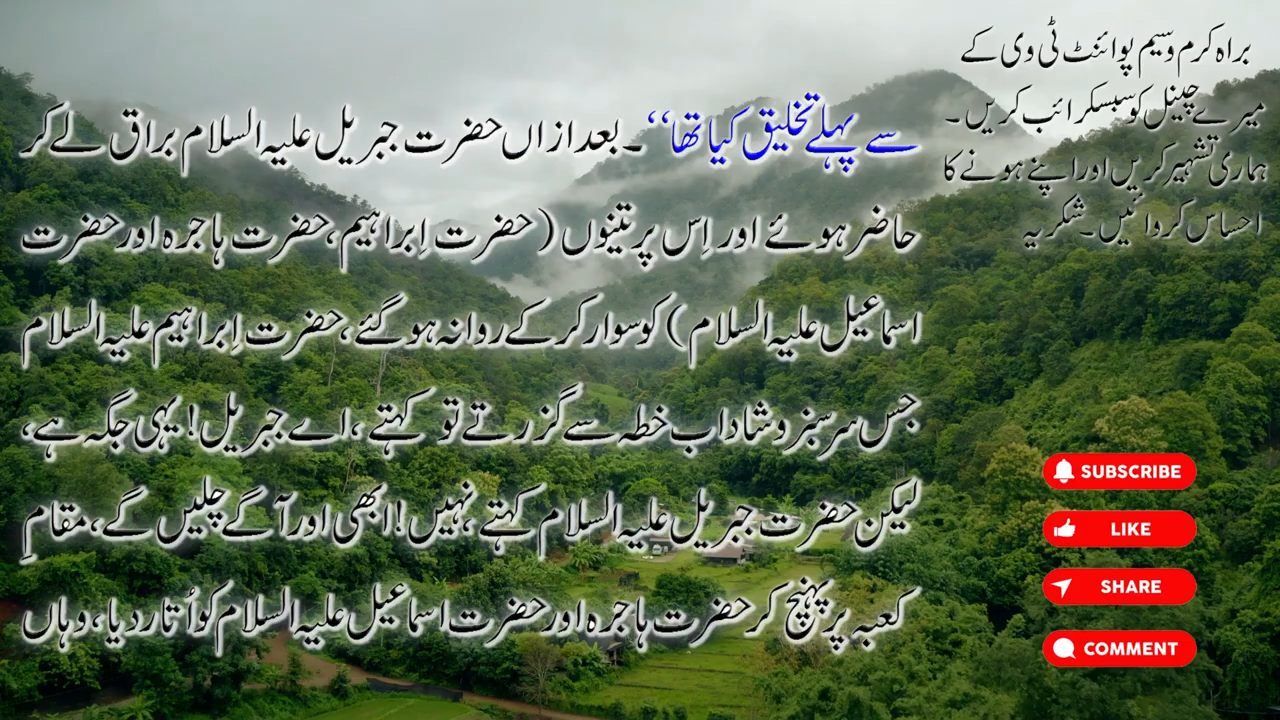 براہ کرم وسیم پوائنٹ ٹی وی کے
میرے چینل کو سبسکرائب کریں۔
ہماری تشہیر کریں اور اپنے ہونے کا
احساس کروائیں۔ شکریہ
سے پہلے تخلیق کیا تھا‘‘۔ بعد ازاں حضرت جبریل علیہ السلام براق لے کر
حاضر ہوئے اور اِس پر تینوں (حضرت اِبراہیم، حضرت ہاجرہ اور حضرت
اسماعیل علیہ السلام) کو سوار کر کے روانہ ہو گئے، حضرت اِبراہیم علیہ السلام
جس سرسبز و شاداب خطہ سے گزرتے تو کہتے، اے جبریل! یہی جگہ ہے،
لیکن حضرت جبریل علیہ السلام کہتے، نہیں! ابھی اور آگے چلیں گے، مقامِ
کعبہ پر پہنچ کر حضرت ہاجرہ اور حضرت اسماعیل علیہ السلام کو اُتار دیا، وہاں
SUBSCRIBE
LIKE
SHARE
COMMENT